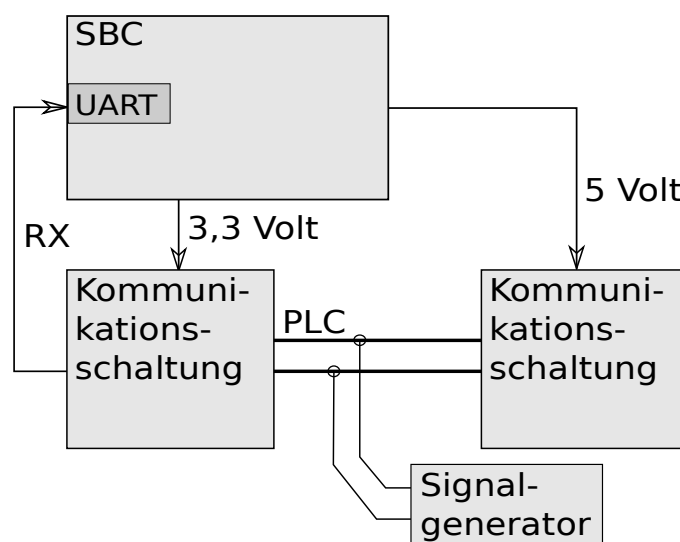 SBC
UART
5 Volt
RX
3,3 Volt
Kommuni-
kations-
schaltung
PLC
Kommuni-
kations-
schaltung
Signal-
generator